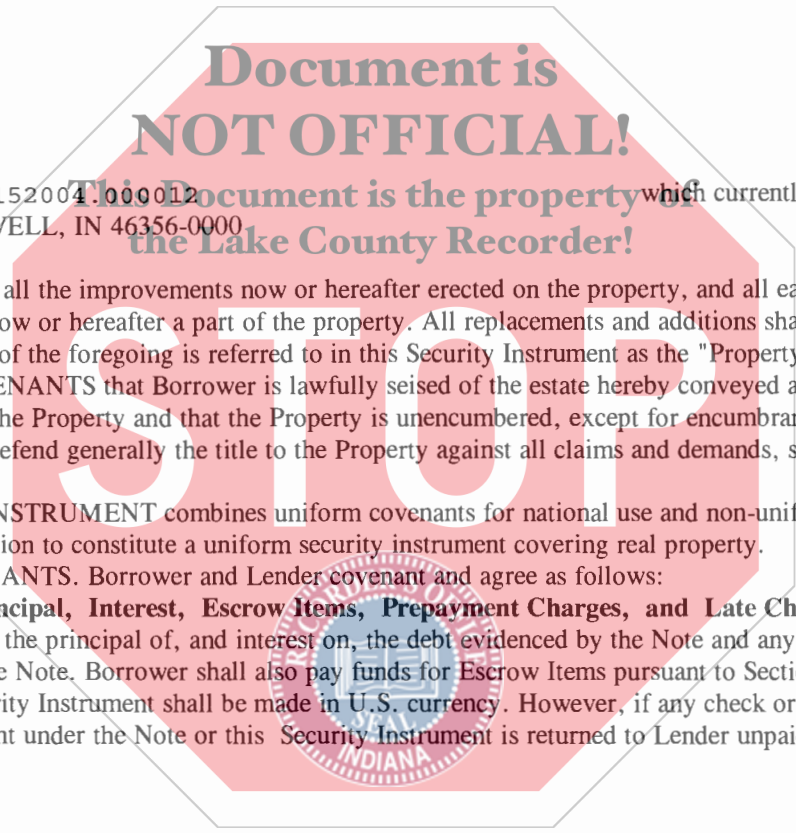 Document is
NOT OFFICIAL!
This Document is the property of
the Lake County Recorder!
152004.000012 which currentl
ELL, IN 46356-0000
all the improvements now or hereafter erected on the property, and all ea
ow or hereafter a part of the property. All replacements and additions sha
of the foregoing is referred to in this Security Instrument as the "Property
ENANTS that Borrower is lawfully seised of the estate hereby conveyed a
he Property and that the Property is unencumbered, except for encumbran
efend generally the title to the Property against all claims and demands, s
STOP
NSTRUMENT combines uniform covenants for national use and non-unif
ion to constitute a uniform security instrument covering real property.
ANTS. Borrower and Lender covenant and agree as follows:
ncipal, Interest, Escrow Items, Prepayment Charges, and Late Ch
the principal of, and interest on, the debt evidenced by the Note and any
e Note. Borrower shall also pay funds for Escrow Items pursuant to Secti
ity Instrument shall be made in U.S. currency. However, if any check or
nt under the Note or this Security Instrument is returned to Lender unpai
RECORDER'S OFFICE
SEAL
INDIANA